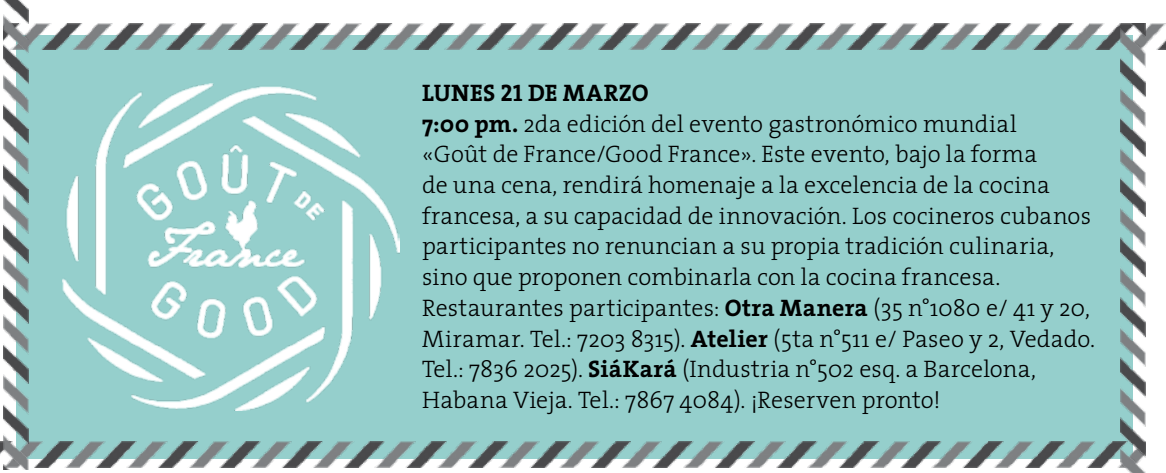 GOÛT DE
France
GOOD
LUNES 21 DE MARZO
7:00 pm. 2da edición del evento gastronómico mundial
«Goût de France/Good France». Este evento, bajo la forma
de una cena, rendirá homenaje a la excelencia de la cocina
francesa, a su capacidad de innovación. Los cocineros cubanos
participantes no renuncian a su propia tradición culinaria,
sino que proponen combinarla con la cocina francesa.
Restaurantes participantes: Otra Manera (35 n°1080 e/ 41 y 20,
Miramar. Tel.: 7203 8315). Atelier (5ta n°511 e/ Paseo y 2, Vedado.
Tel.: 7836 2025). SiáKará (Industria n°502 esq. a Barcelona,
Habana Vieja. Tel.: 7867 4084). ¡Reserven pronto!